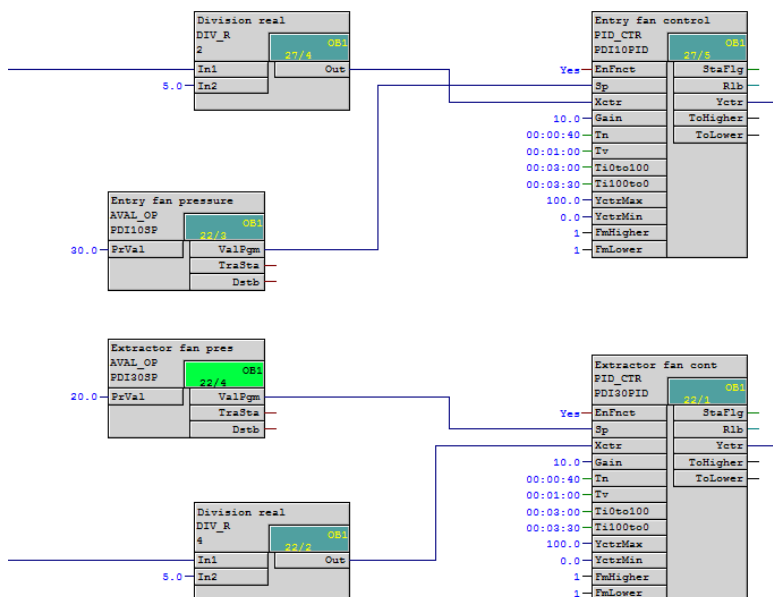 Division real
DIV_R
2
OB1
27/4
In1
Out
5.0
In2
Entry fan control
PID_CTR
PDI10PID
OB1
27/5
Yes
EnFnct
StaFlg
Sp
Rlb
Xctr
Yctr
10.0
Gain
ToHigher
00:00:40
Tn
ToLower
00:01:00
Tv
00:03:00
Ti0to100
00:03:30
Ti100to0
100.0
YctrMax
0.0
YctrMin
1
FmHigher
1
FmLower
Entry fan pressure
AVAL_OP
PDI10SP
OB1
22/3
30.0
PrVal
ValPgm
TraSta
Dstb
Extractor fan pres
AVAL_OP
PDI30SP
OB1
22/4
20.0
PrVal
ValPgm
TraSta
Dstb
Extractor fan cont
PID_CTR
PDI30PID
OB1
22/1
Yes
EnFnct
StaFlg
Sp
Rlb
Xctr
Yctr
10.0
Gain
ToHigher
00:00:40
Tn
ToLower
00:01:00
Tv
00:03:00
Ti0to100
00:03:30
Ti100to0
100.0
YctrMax
0.0
YctrMin
1
FmHigher
1
FmLower
Division real
DIV_R
4
OB1
22/2
In1
Out
5.0
In2